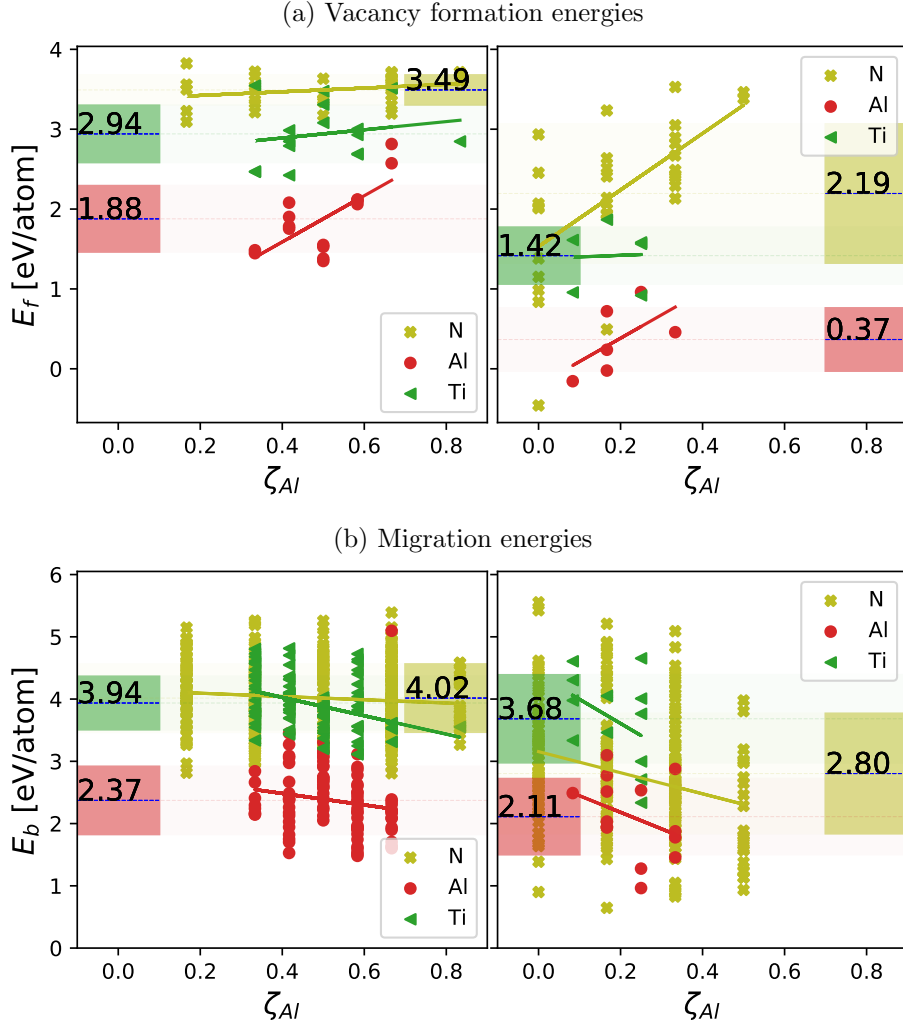 (a) Vacancy formation energies
E_f [eV/atom]
4
3
2
1
0
3.49
2.94
1.88
N
Al
Ti
0.0 0.2 0.4 0.6 0.8
ζ_Al
N
Al
Ti
2.19
1.42
0.37
0.0 0.2 0.4 0.6 0.8
ζ_Al
(b) Migration energies
E_b [eV/atom]
6
5
4
3
2
1
0
3.94
4.02
2.37
N
Al
Ti
0.0 0.2 0.4 0.6 0.8
ζ_Al
N
Al
Ti
3.68
2.80
2.11
0.0 0.2 0.4 0.6 0.8
ζ_Al